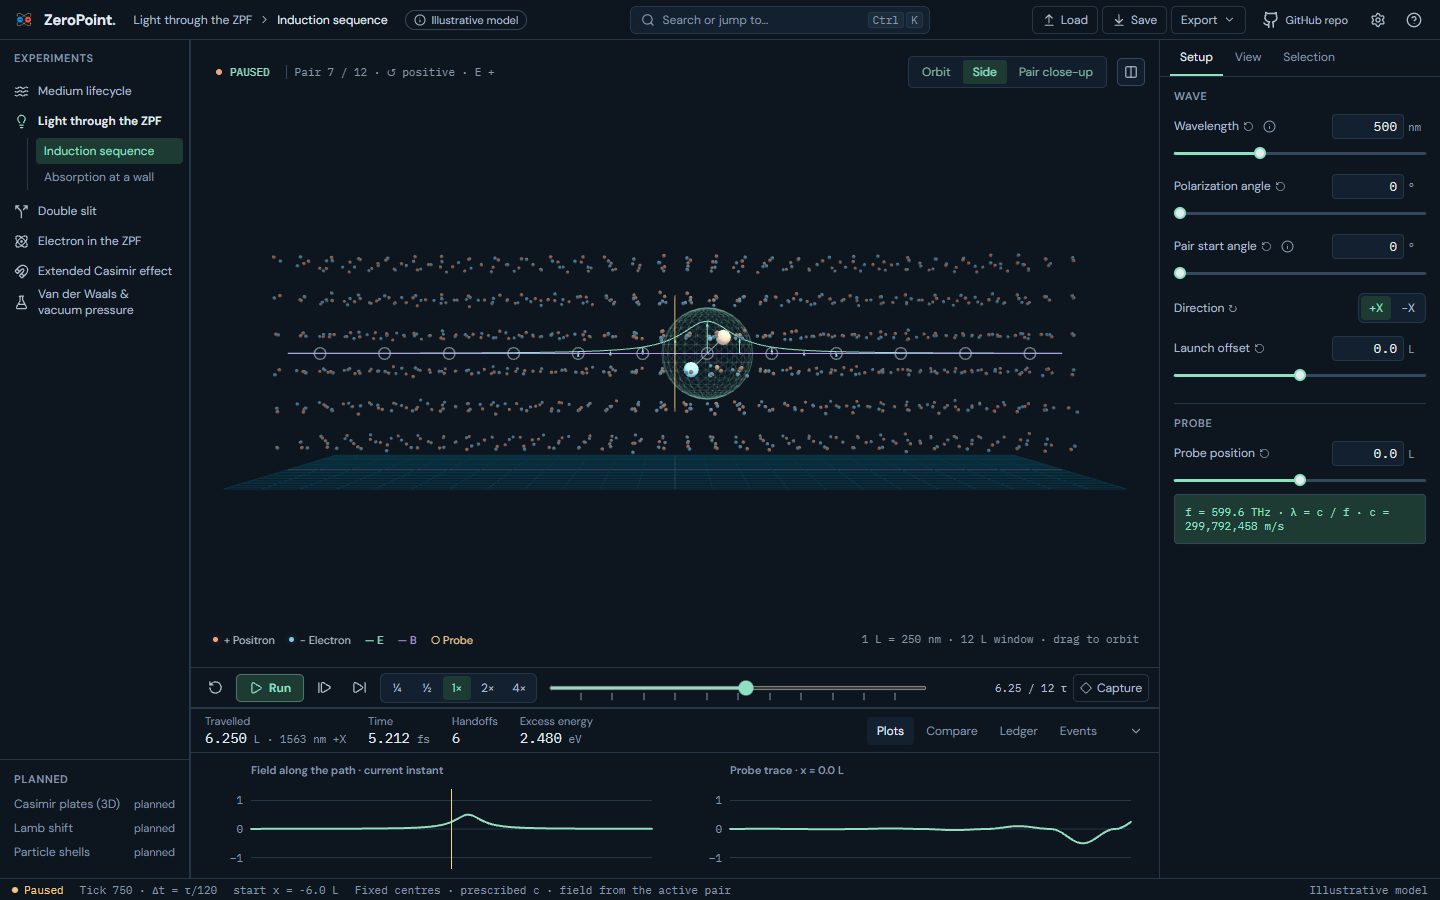 ZeroPoint.
Light through the ZPF > Induction sequence
Illustrative model
Search or jump to...
Ctrl K
Load
Save
Export
GitHub repo
EXPERIMENTS
Medium lifecycle
Light through the ZPF
Induction sequence
Absorption at a wall
Double slit
Electron in the ZPF
Extended Casimir effect
Van der Waals &
vacuum pressure
PLANNED
Casimir plates (3D) planned
Lamb shift planned
Particle shells planned
PAUSED
Pair 7 / 12 · ↺ positive · E +
Orbit
Side
Pair close-up
+ Positron
− Electron
— E
— B
Probe
1 L = 250 nm · 12 L window · drag to orbit
Run
¼
½
1×
2×
4×
6.25 / 12 τ
Capture
Travelled
6.250 L · 1563 nm +X
Time
5.212 fs
Handoffs
6
Excess energy
2.480 eV
Plots
Compare
Ledger
Events
Field along the path · current instant
1
0
−1
Probe trace · x = 0.0 L
1
0
−1
Setup
View
Selection
WAVE
Wavelength
500 nm
Polarization angle
0 °
Pair start angle
0 °
Direction
+X
−X
Launch offset
0.0 L
PROBE
Probe position
0.0 L
f = 599.6 THz · λ = c / f · c =
299,792,458 m/s
Paused
Tick 750 · Δt = τ/120
start x = -6.0 L
Fixed centres · prescribed c · field from the active pair
Illustrative model